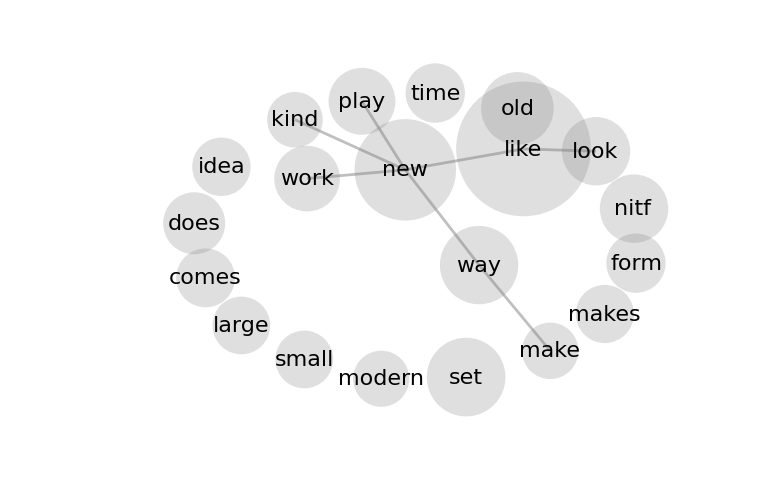 time
play
old
kind
like
look
idea
new
work
nitf
does
form
way
comes
makes
large
make
small
modern
set